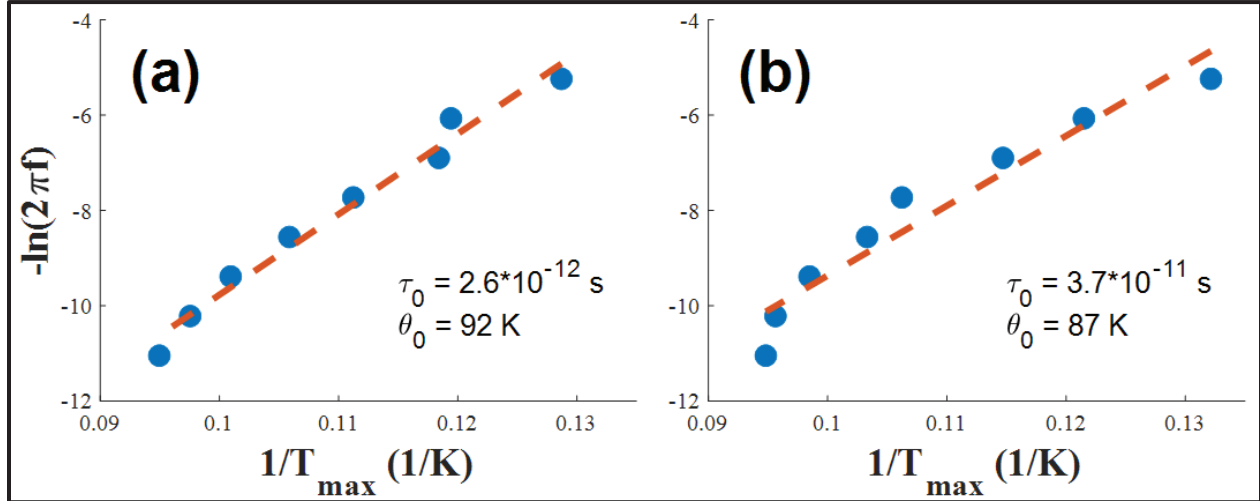 (a)
-ln(2πf)
-4
-6
-8
-10
-12
0.09
0.1
0.11
0.12
0.13
τ0 = 2.6*10^-12 s
θ0 = 92 K
1/Tmax (1/K)
(b)
-4
-6
-8
-10
-12
0.09
0.1
0.11
0.12
0.13
τ0 = 3.7*10^-11 s
θ0 = 87 K
1/Tmax (1/K)